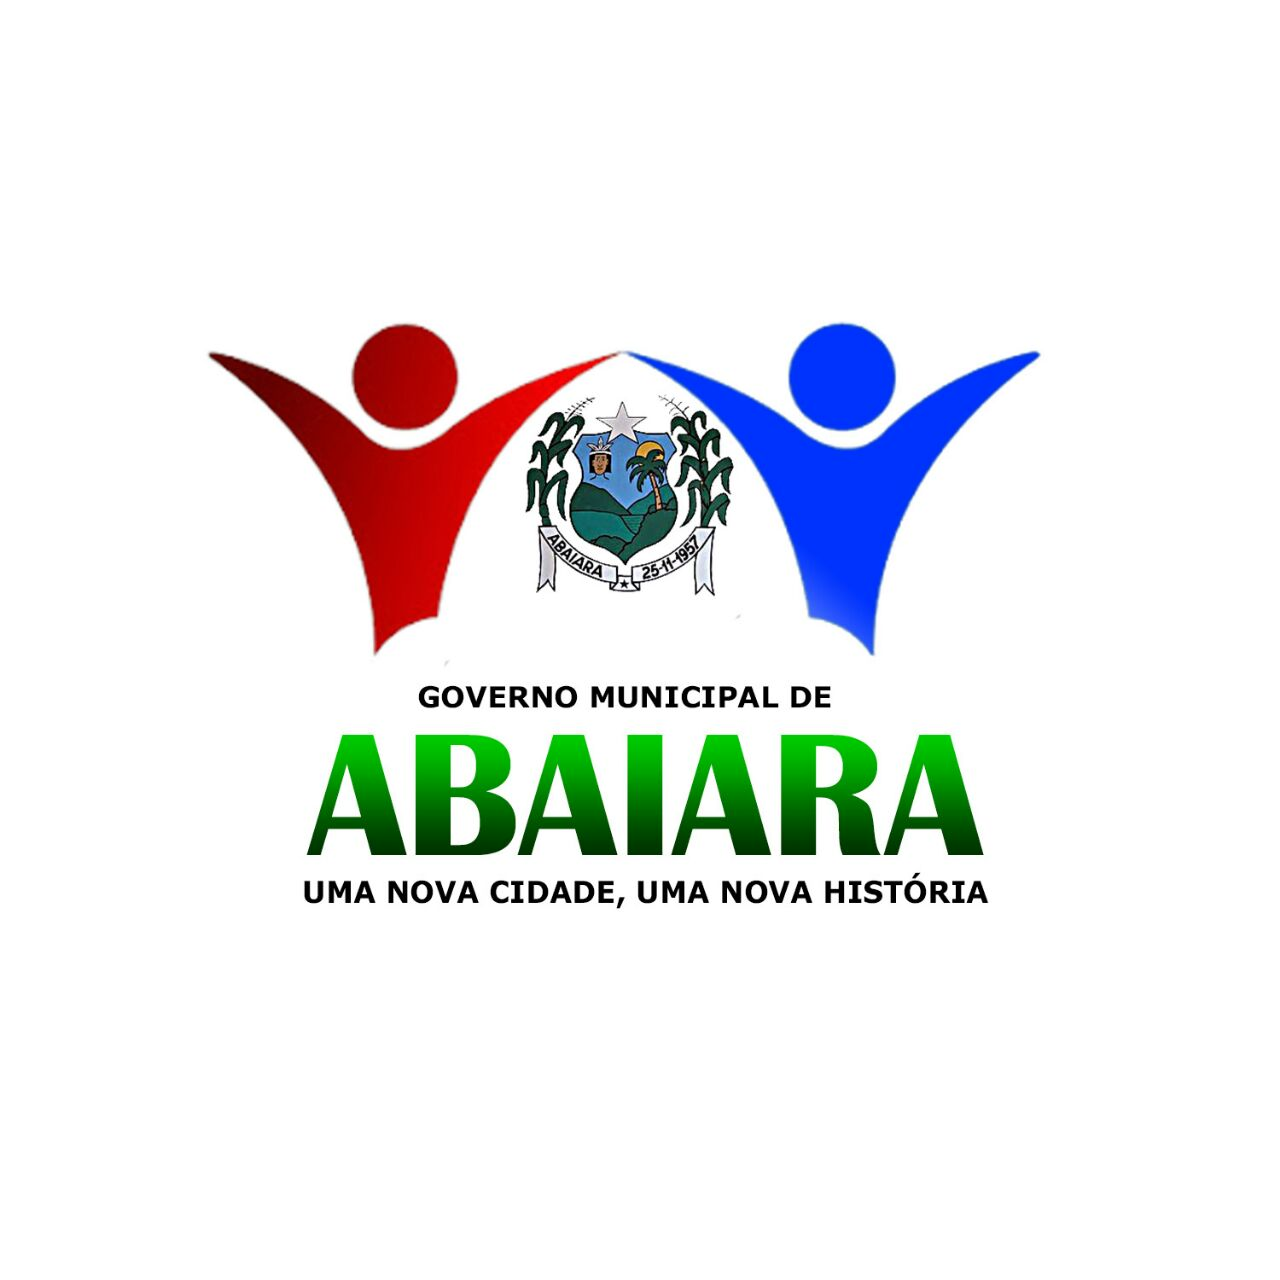 ABAIARA 25-11-1957
GOVERNO MUNICIPAL DE
ABAIARA
UMA NOVA CIDADE, UMA NOVA HISTÓRIA